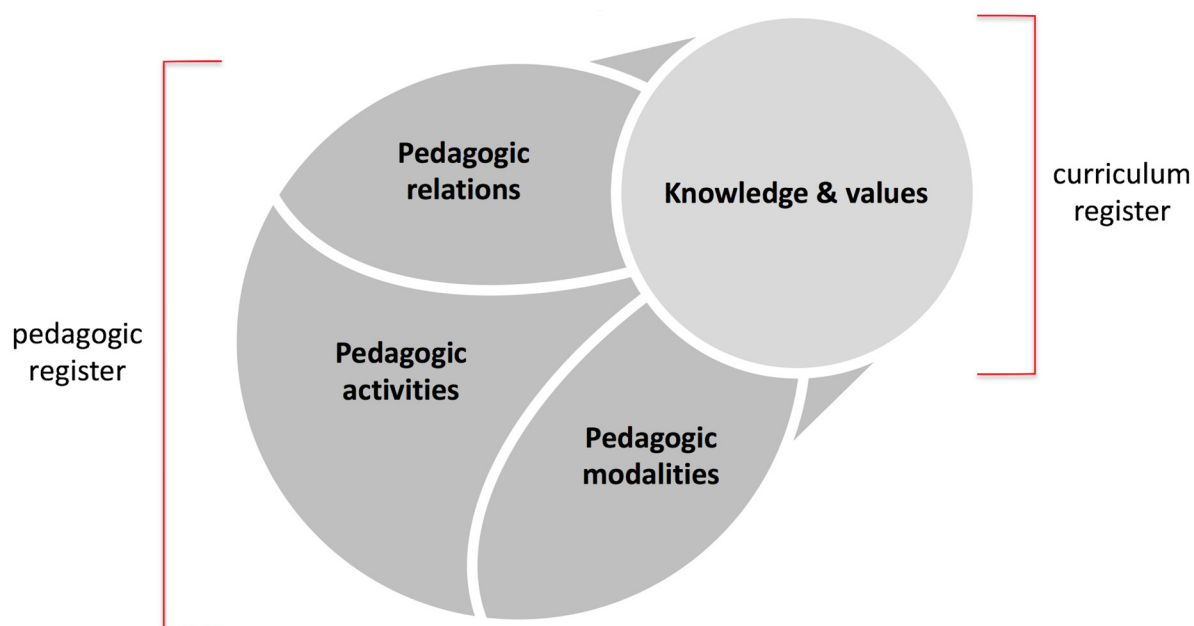 Pedagogic
relations
Knowledge & values
curriculum
register
pedagogic
register
Pedagogic
activities
Pedagogic
modalities